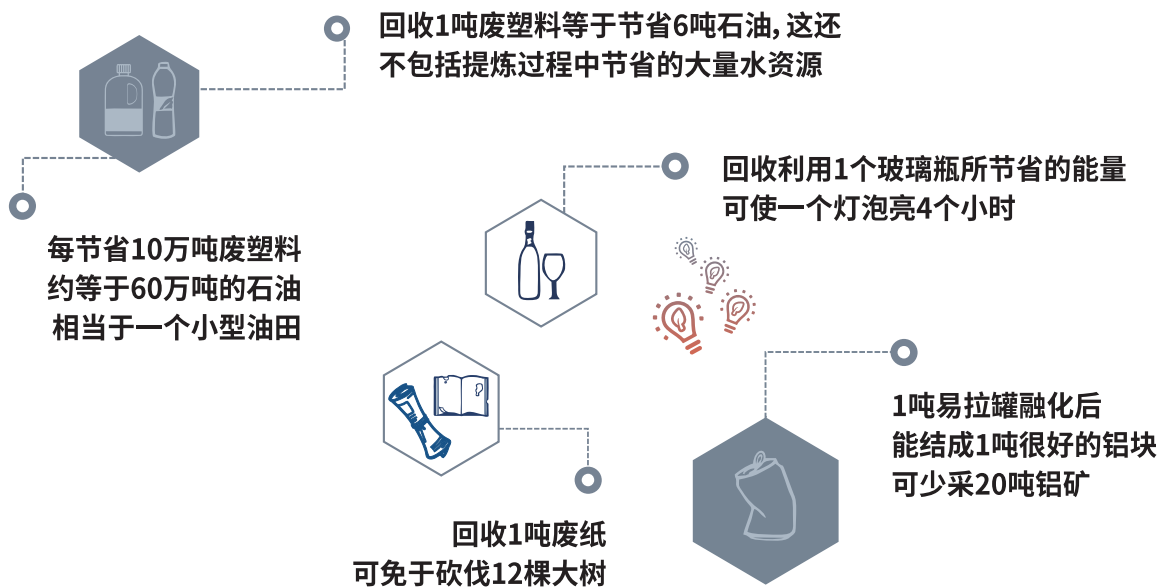 回收1吨废塑料等于节省6吨石油,这还
不包括提炼过程中节省的大量水资源
每节省10万吨废塑料
约等于60万吨的石油
相当于一个小型油田
回收利用1个玻璃瓶所节省的能量
可使一个灯泡亮4个小时
1吨易拉罐融化后
能结成1吨很好的铝块
可少采20吨铝矿
回收1吨废纸
可免于砍伐12棵大树